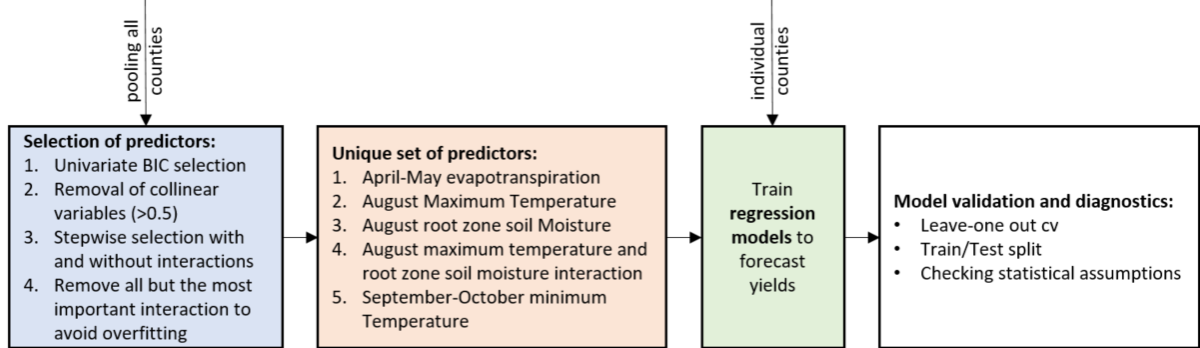 pooling all
counties
individual
counties
Selection of predictors:
1. Univariate BIC selection
2. Removal of collinear
variables (>0.5)
3. Stepwise selection with
and without interactions
4. Remove all but the most
important interaction to
avoid overfitting
Unique set of predictors:
1. April-May evapotranspiration
2. August Maximum Temperature
3. August root zone soil Moisture
4. August maximum temperature and
root zone soil moisture interaction
5. September-October minimum
Temperature
Train
regression
models to
forecast
yields
Model validation and diagnostics:
• Leave-one out cv
• Train/Test split
• Checking statistical assumptions